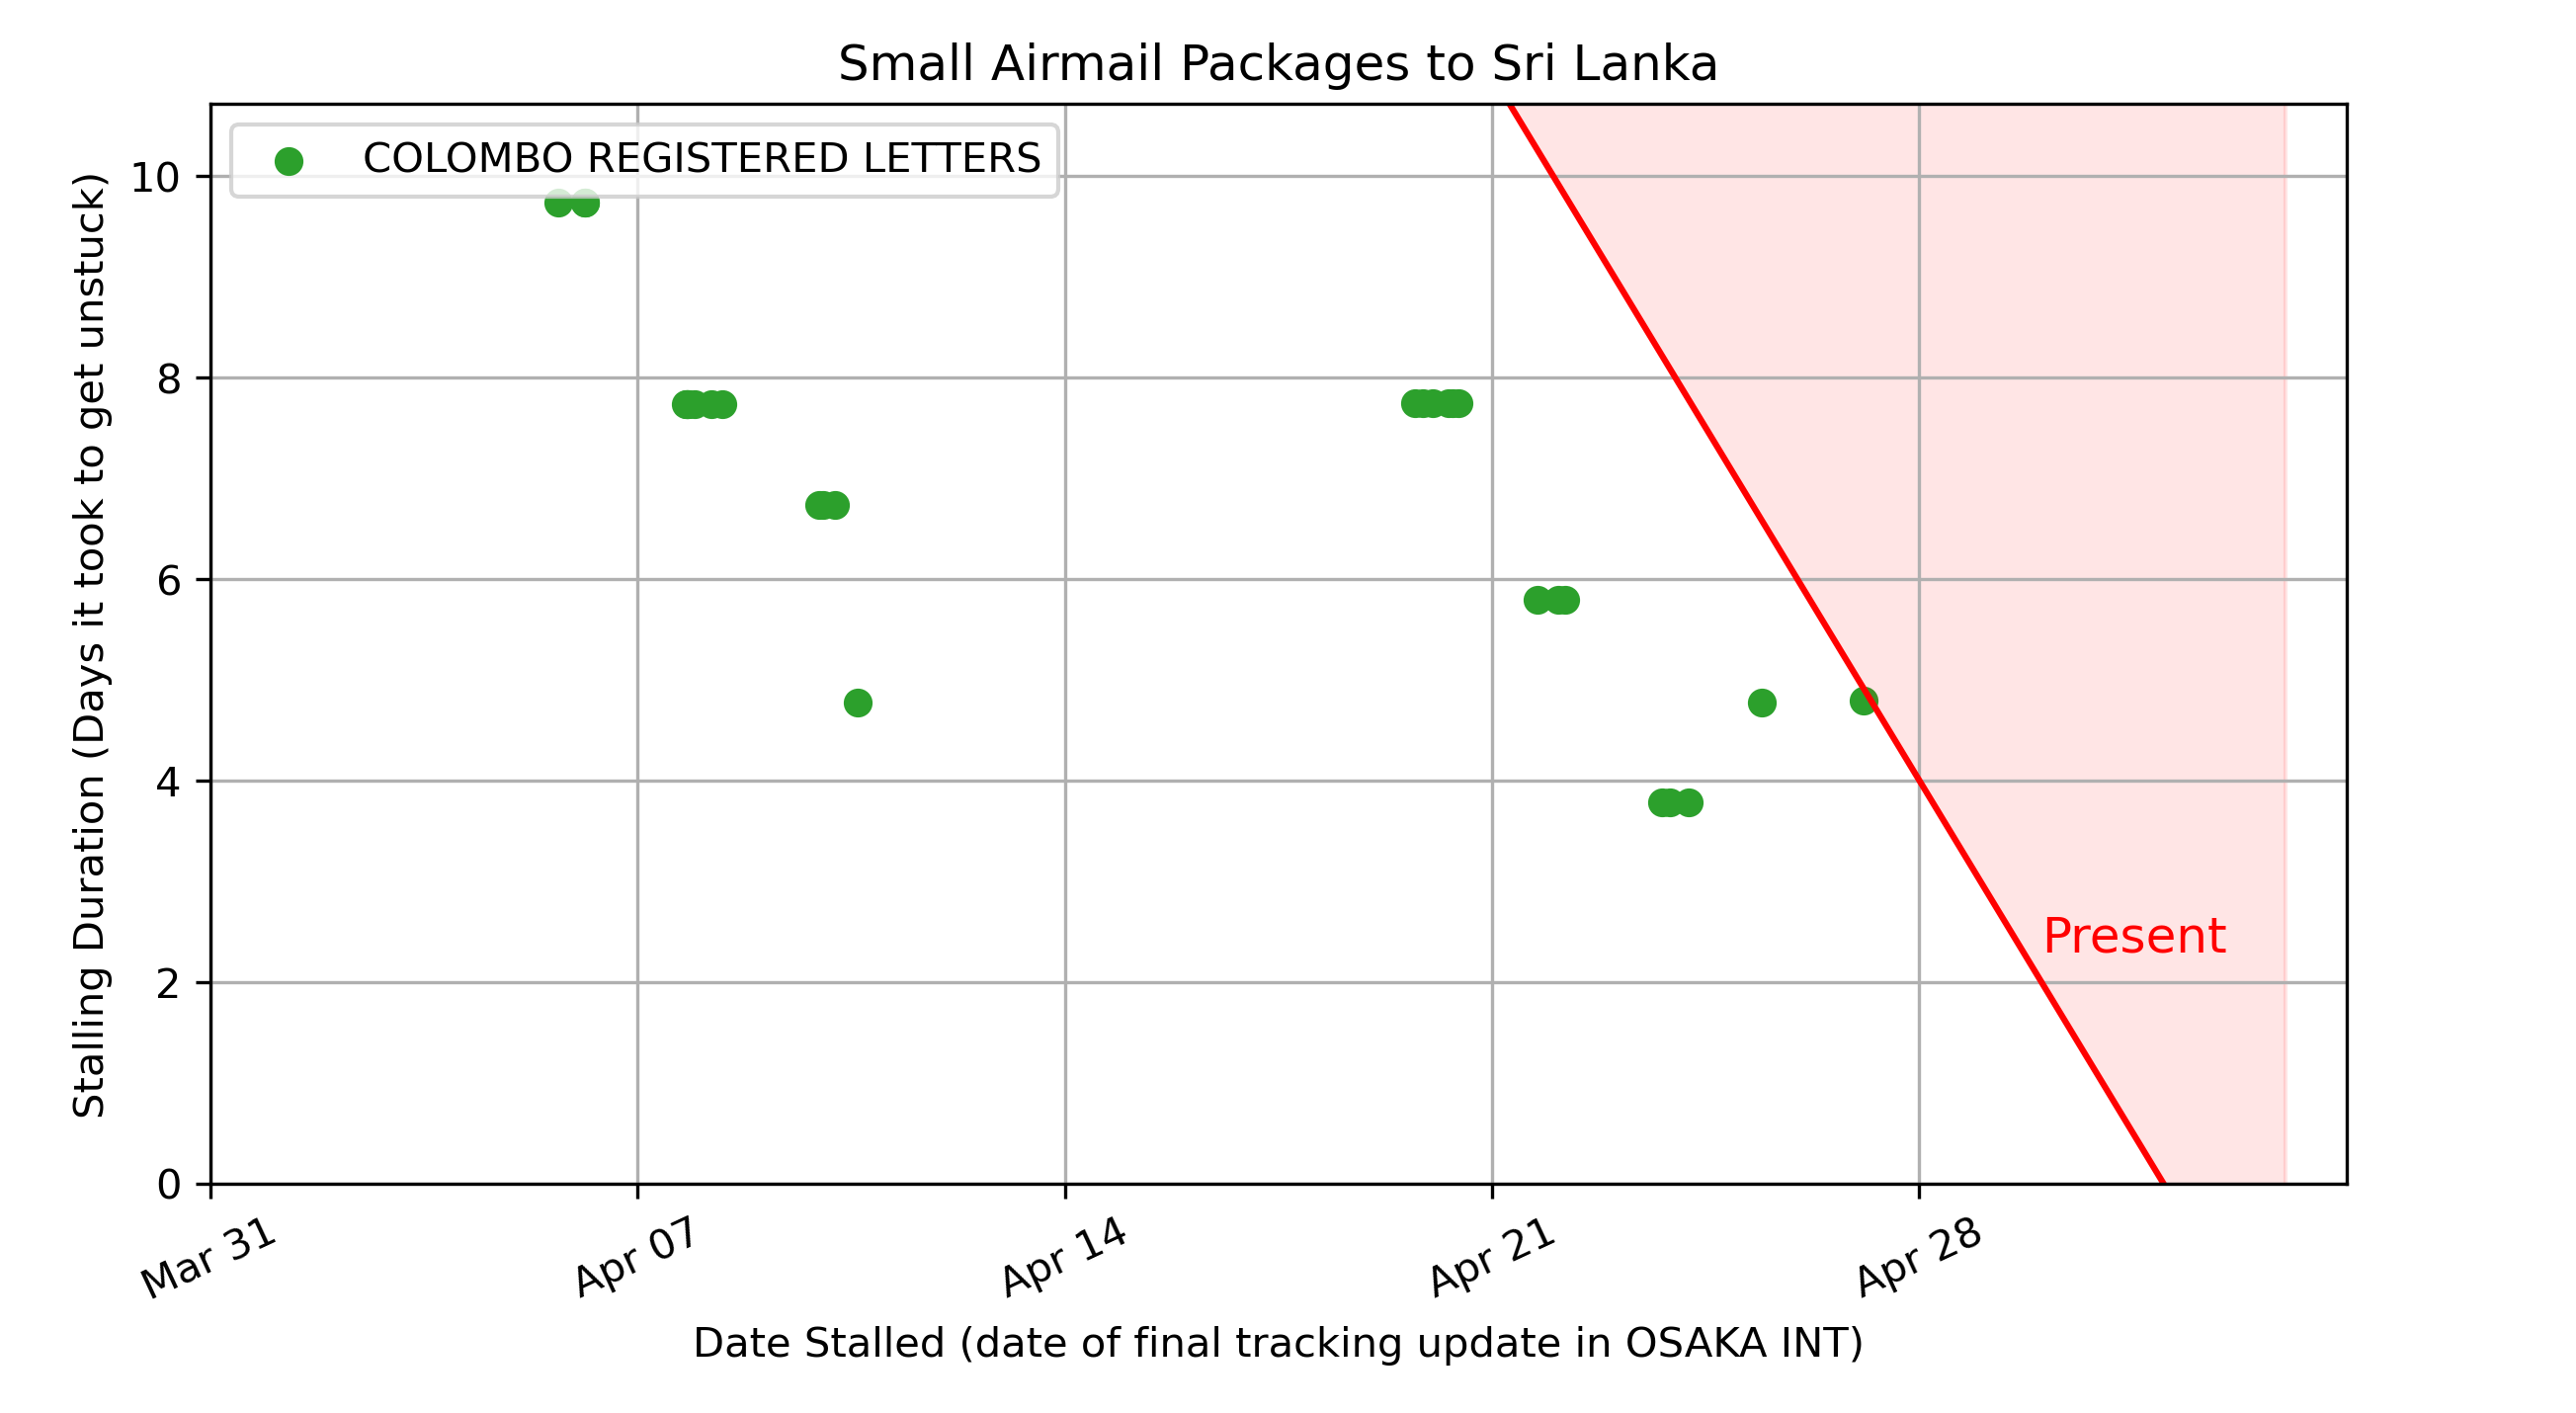 Small Airmail Packages to Sri Lanka
COLOMBO REGISTERED LETTERS
Stalling Duration (Days it took to get unstuck)
10
8
6
4
2
0
Present
Mar 31
Apr 07
Apr 14
Apr 21
Apr 28
Date Stalled (date of final tracking update in OSAKA INT)